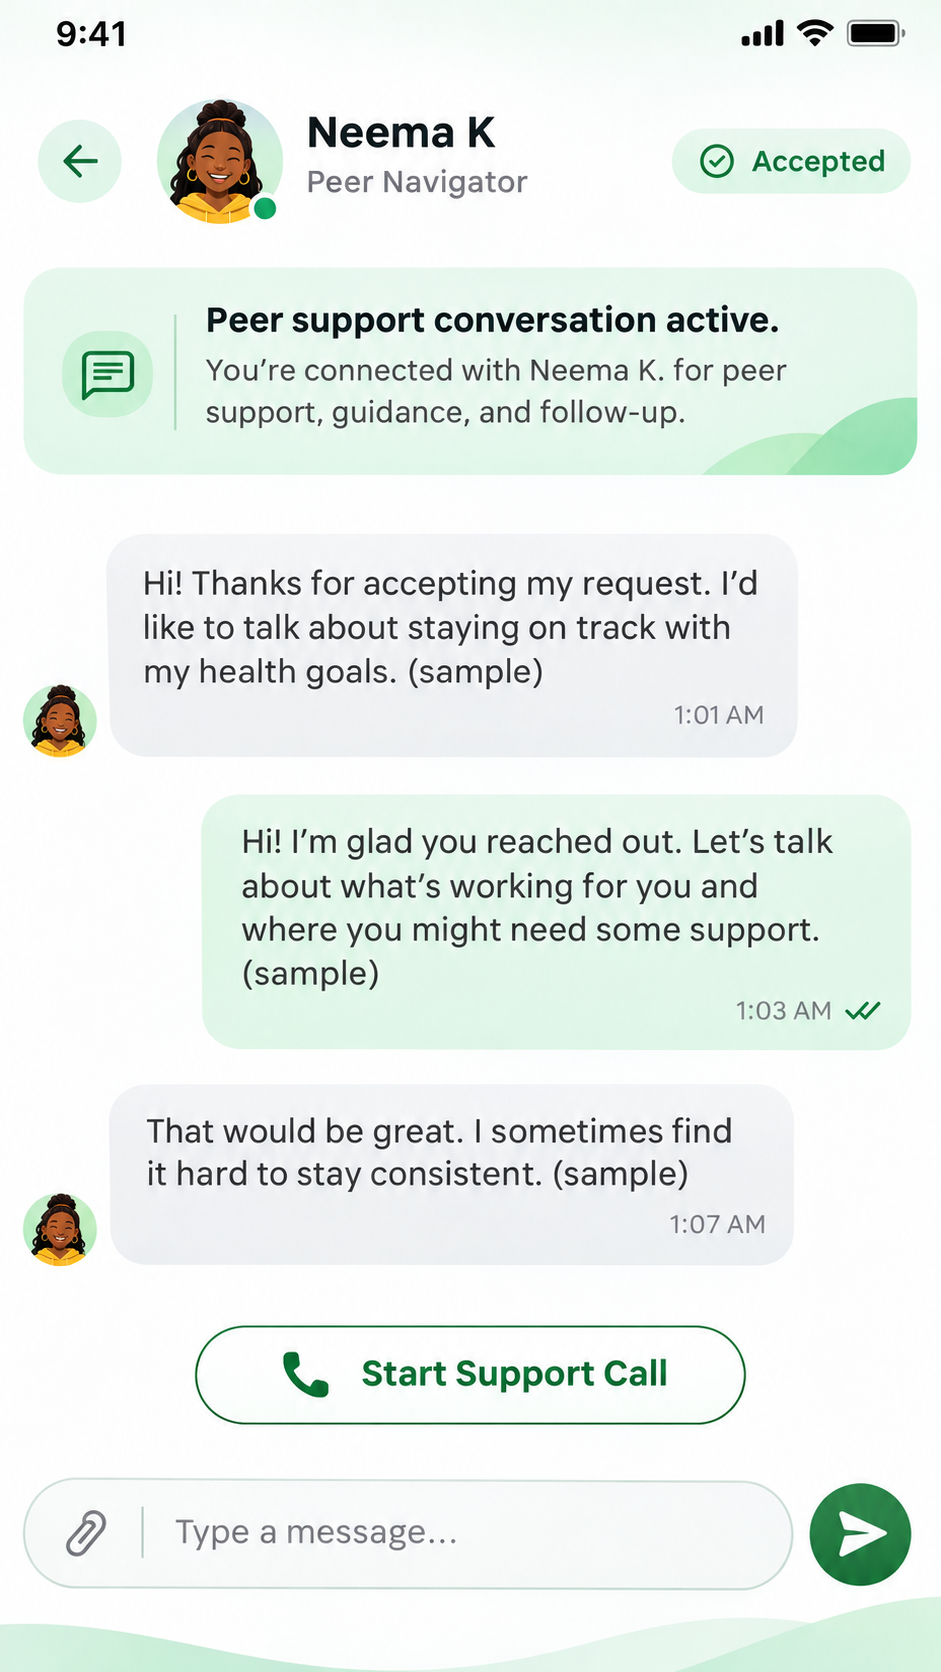 9:41
Neema K
Peer Navigator
Accepted
Peer support conversation active.
You’re connected with Neema K. for peer
support, guidance, and follow-up.
Hi! Thanks for accepting my request. I’d
like to talk about staying on track with
my health goals. (sample)
1:01 AM
Hi! I’m glad you reached out. Let’s talk
about what’s working for you and
where you might need some support.
(sample)
1:03 AM
That would be great. I sometimes find
it hard to stay consistent. (sample)
1:07 AM
Start Support Call
Type a message...